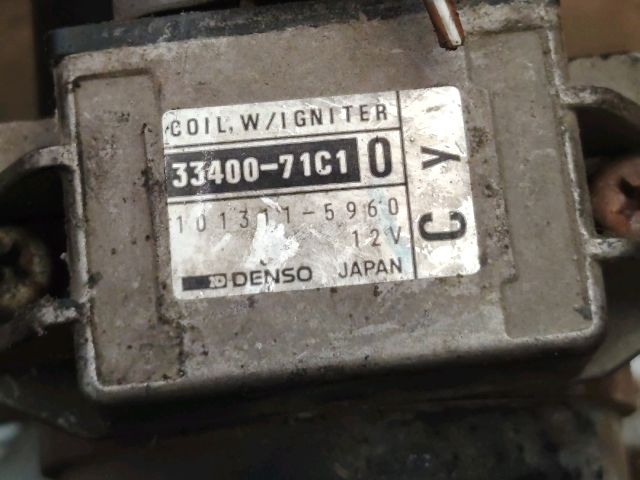 COIL, W/IGNITER
33400-71C1 0
101311-5960
12V
DENSO JAPAN
Cy